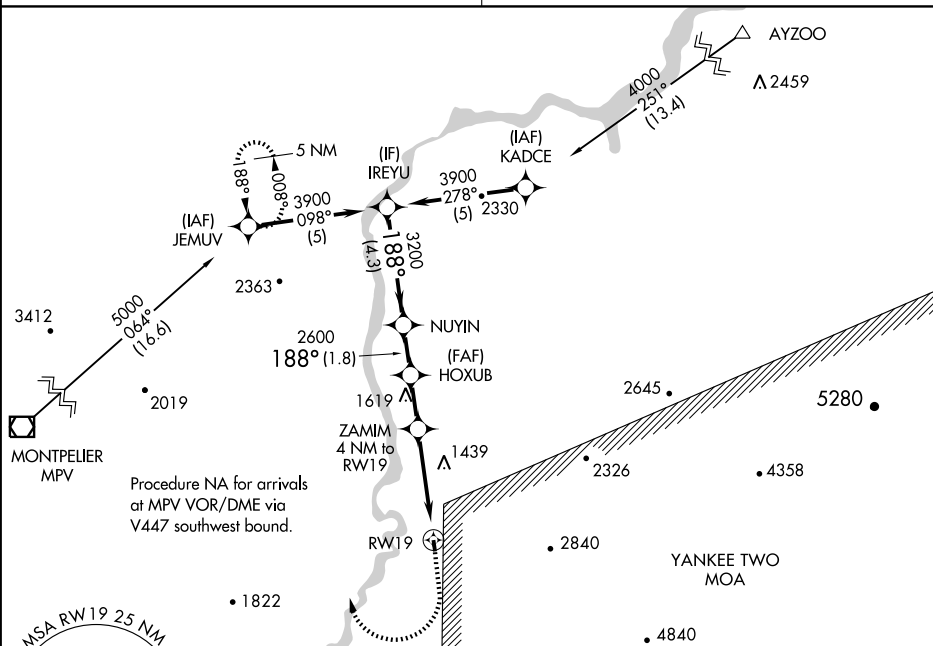 AYZOO
4000
251°
(13.4)
2459
5 NM
188°
008°
(IF)
IREYU
(IAF)
KADCE
3900
278°
(5)
2330
3900
098°
(5)
(IAF)
JEMUV
3200
188°
(4.3)
2363
5000
064°
(16.6)
3412
NUYIN
2600
188° (1.8)
(FAF)
HOXUB
2019
1619
2645
5280
ZAMIM
4 NM to
RW19
1439
MONTPELIER
MPV
2326
4358
Procedure NA for arrivals
at MPV VOR/DME via
V447 southwest bound.
RW19
2840
YANKEE TWO
MOA
1822
MSA RW19 25 NM
4840